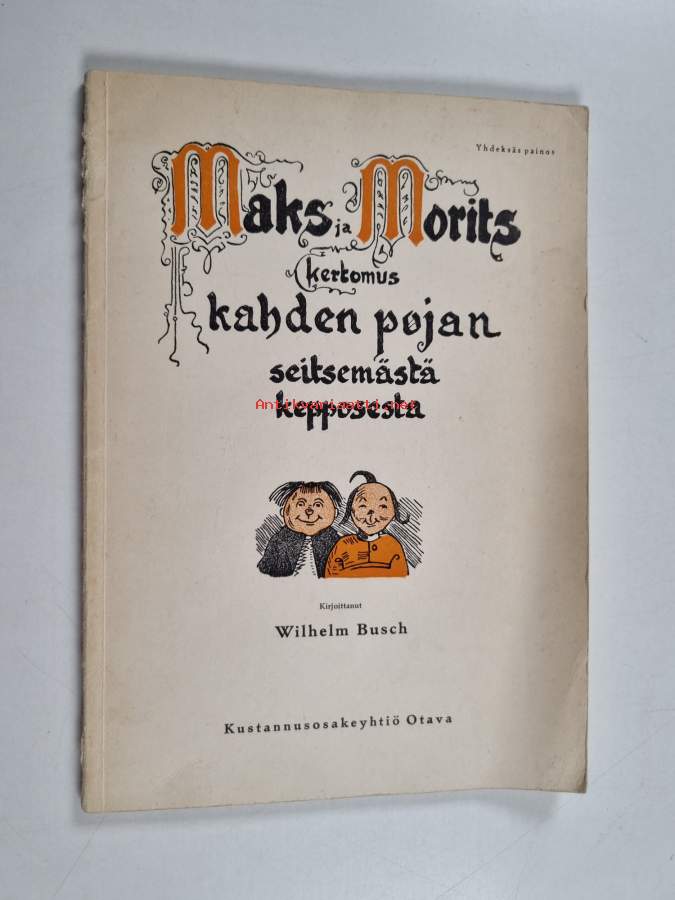 Yhdeksäs painos
Maks ja Morits
kertomus
kahden pojan
seitsemästä
kepposesta
Antikvariaatti.net
Kirjoittanut
Wilhelm Busch
Kustannusosakeyhtiö Otava